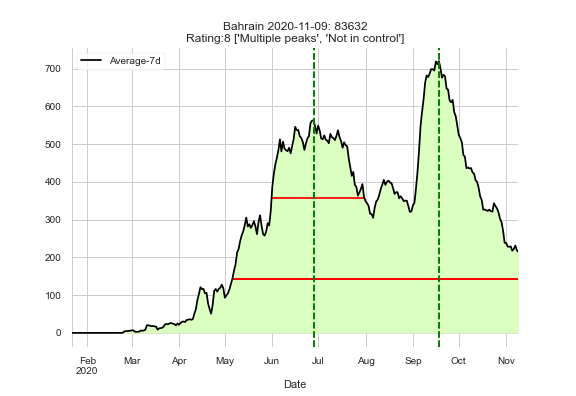 Bahrain 2020-11-09: 83632
Rating:8 ['Multiple peaks', 'Not in control']
Average-7d
700
600
500
400
300
200
100
0
Feb Mar Apr May Jun Jul Aug Sep Oct Nov
2020
Date